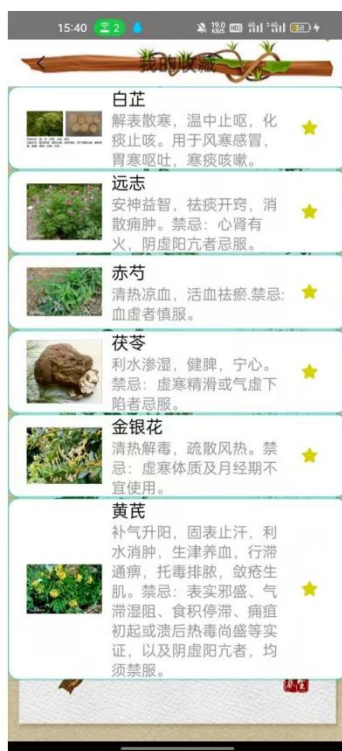 15:40
2
19.0
KB/S
HD
4G
4G
59
我的收藏
白芷
解表散寒，温中止呕，化
痰止咳。用于风寒感冒，
胃寒呕吐，寒痰咳嗽。
远志
安神益智，祛痰开窍，消
散痈肿。禁忌：心肾有
火，阴虚阳亢者忌服。
赤芍
清热凉血，活血祛瘀.禁忌:
血虚者慎服。
茯苓
利水渗湿，健脾，宁心。
禁忌：虚寒精滑或气虚下
陷者忌服。
金银花
清热解毒，疏散风热。禁
忌：虚寒体质及月经期不
宜使用。
黄芪
补气升阳，固表止汗，利
水消肿，生津养血，行滞
通痹，托毒排脓，敛疮生
肌。禁忌：表实邪盛、气
滞湿阻、食积停滞、痈疽
初起或溃后热毒尚盛等实
证，以及阴虚阳亢者，均
须禁服。